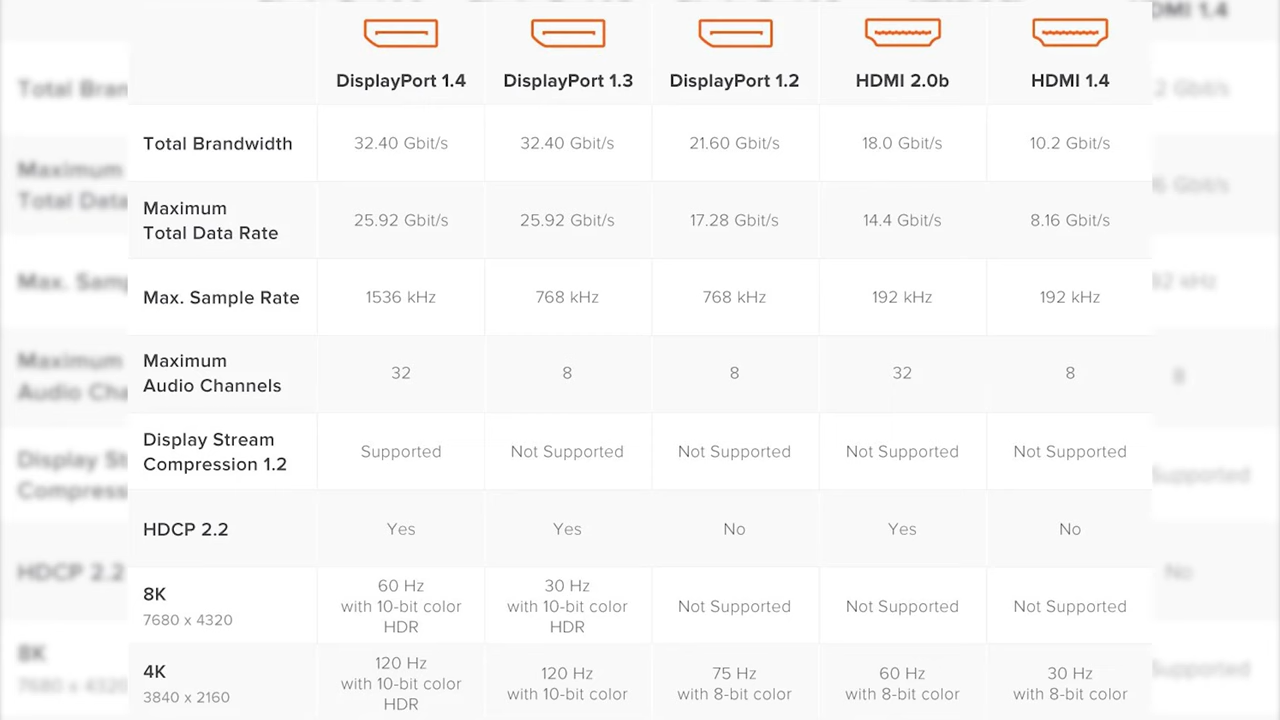 DisplayPort 1.4
DisplayPort 1.3
DisplayPort 1.2
HDMI 2.0b
HDMI 1.4
Total Brandwidth
32.40 Gbit/s
32.40 Gbit/s
21.60 Gbit/s
18.0 Gbit/s
10.2 Gbit/s
Maximum
Total Data Rate
25.92 Gbit/s
25.92 Gbit/s
17.28 Gbit/s
14.4 Gbit/s
8.16 Gbit/s
Max. Sample Rate
1536 kHz
768 kHz
768 kHz
192 kHz
192 kHz
Maximum
Audio Channels
32
8
8
32
8
Display Stream
Compression 1.2
Supported
Not Supported
Not Supported
Not Supported
Not Supported
HDCP 2.2
Yes
Yes
No
Yes
No
8K
7680 x 4320
60 Hz
with 10-bit color
HDR
30 Hz
with 10-bit color
HDR
Not Supported
Not Supported
Not Supported
4K
3840 x 2160
120 Hz
with 10-bit color
HDR
120 Hz
with 10-bit color
75 Hz
with 8-bit color
60 Hz
with 8-bit color
30 Hz
with 8-bit color